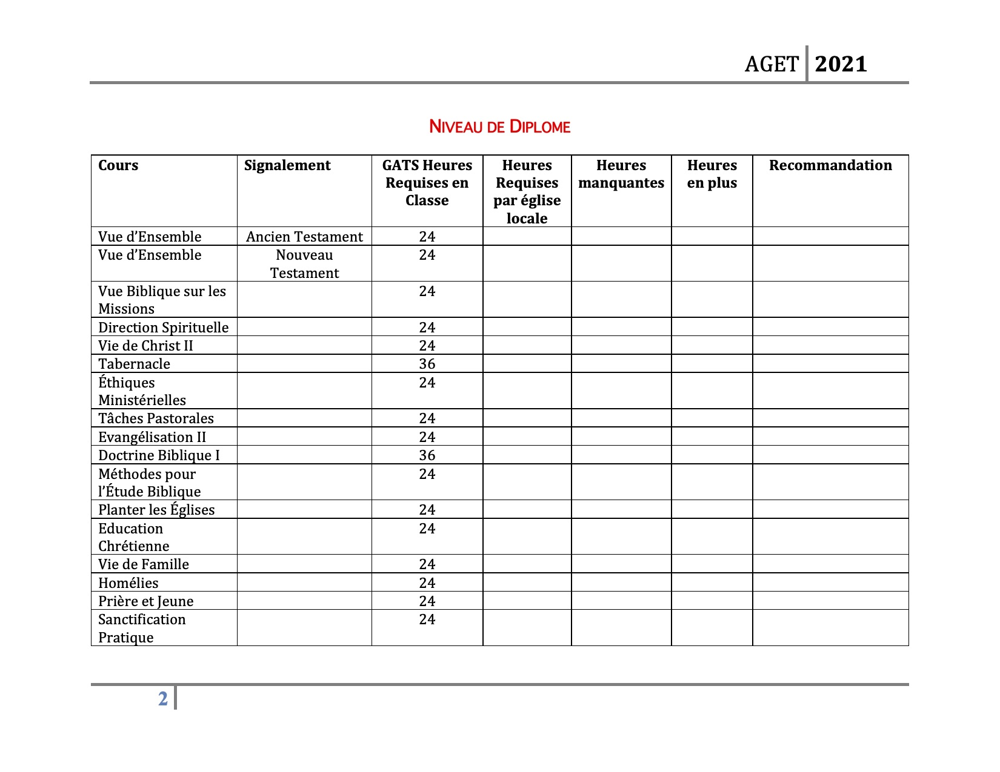 AGET 2021
NIVEAU DE DIPLOME
Cours Signalement GATS Heures Requises en Classe Heures Requises par église locale Heures manquantes Heures en plus Recommandation
Vue d’Ensemble Ancien Testament 24
Vue d’Ensemble Nouveau Testament 24
Vue Biblique sur les Missions 24
Direction Spirituelle 24
Vie de Christ II 24
Tabernacle 36
Éthiques Ministérielles 24
Tâches Pastorales 24
Evangélisation II 24
Doctrine Biblique I 36
Méthodes pour l’Étude Biblique 24
Planter les Églises 24
Education Chrétienne 24
Vie de Famille 24
Homélies 24
Prière et Jeune 24
Sanctification Pratique 24
2